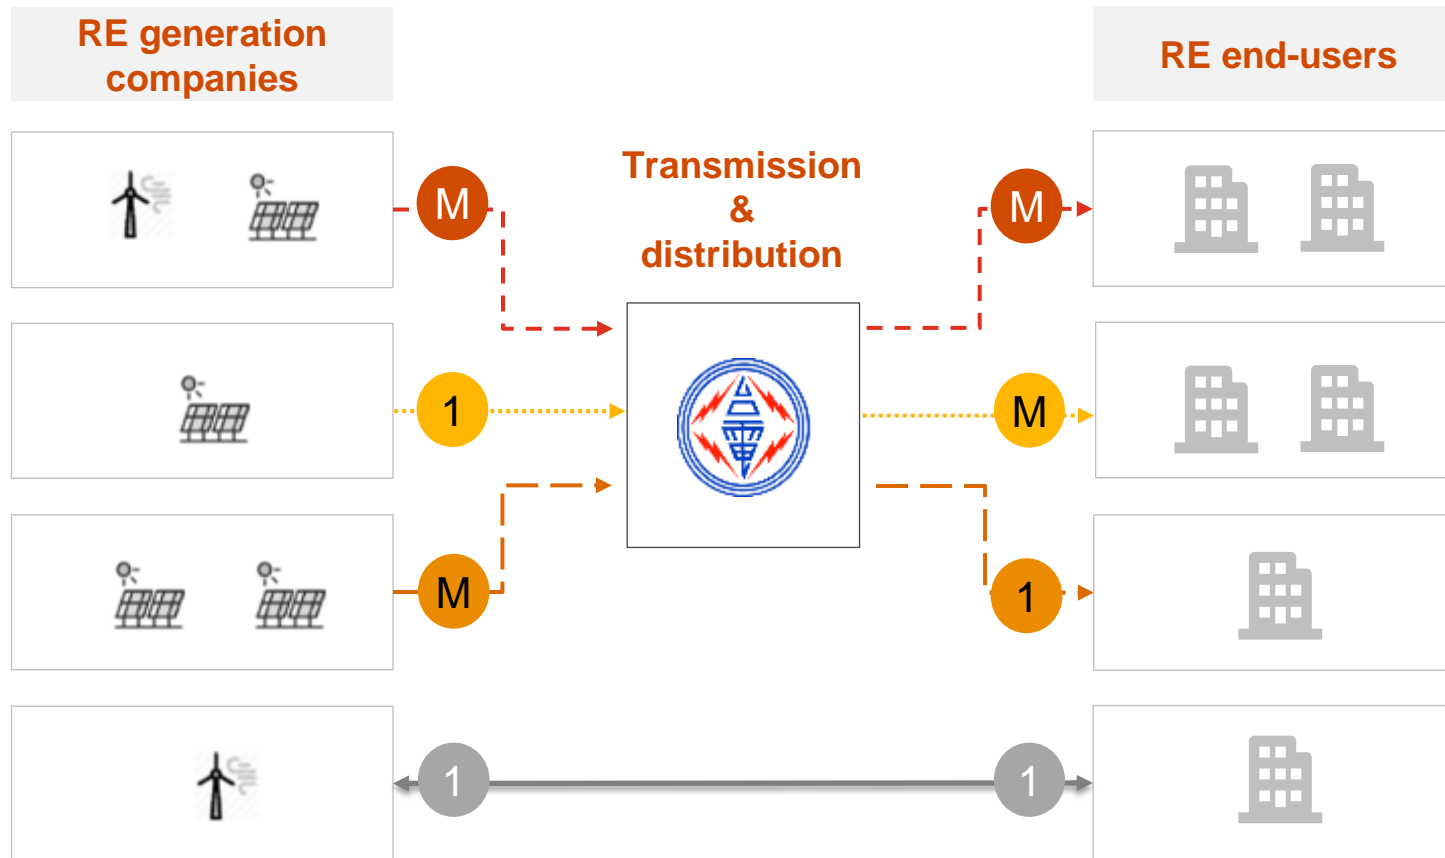 RE generation
companies
RE end-users
Transmission
&
distribution
M
M
1
M
M
1
1
1